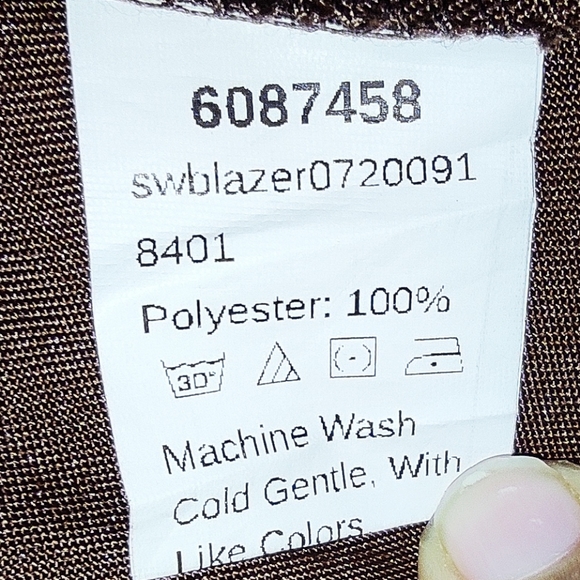 6087458
swblazer0720091
8401
Polyester: 100%
30°
Machine Wash
Cold Gentle, With
Like Colors